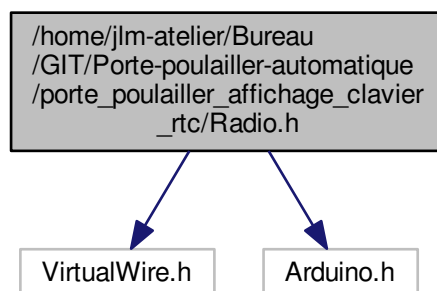 /home/jlm-atelier/Bureau
/GIT/Porte-poulailler-automatique
/porte_poulailler_affichage_clavier
_rtc/Radio.h
VirtualWire.h
Arduino.h